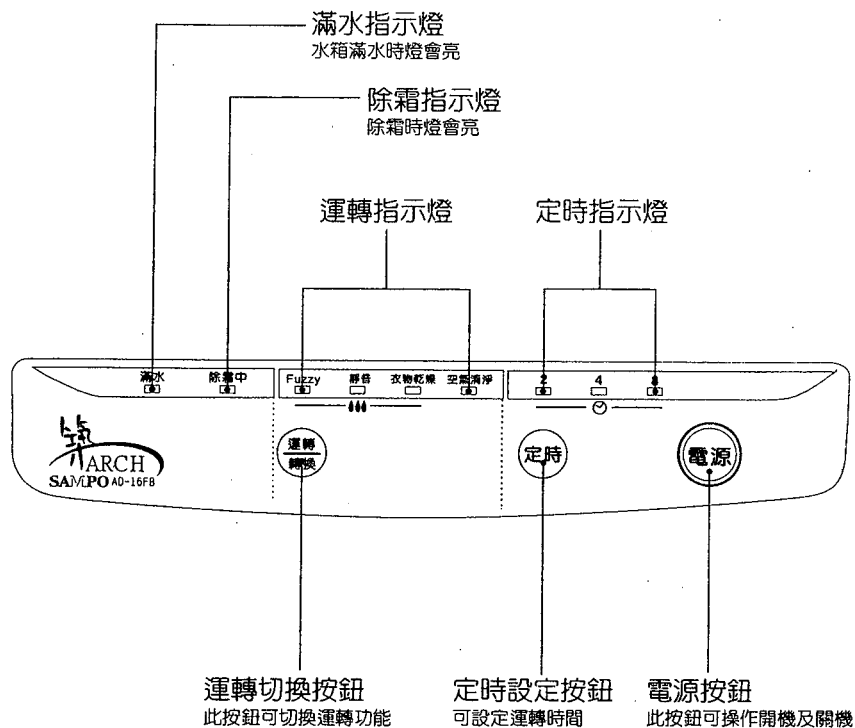 滿水指示燈
水箱滿水時燈會亮
除霜指示燈
除霜時燈會亮
運轉指示燈
定時指示燈
滿水
除霜中
Fuzzy
靜音
衣物乾燥
空氣清淨
2
4
8
築
ARCH
SAMPO AD-16FB
運轉
轉換
定時
電源
運轉切換按鈕
此按鈕可切換運轉功能
定時設定按鈕
可設定運轉時間
電源按鈕
此按鈕可操作開機及關機